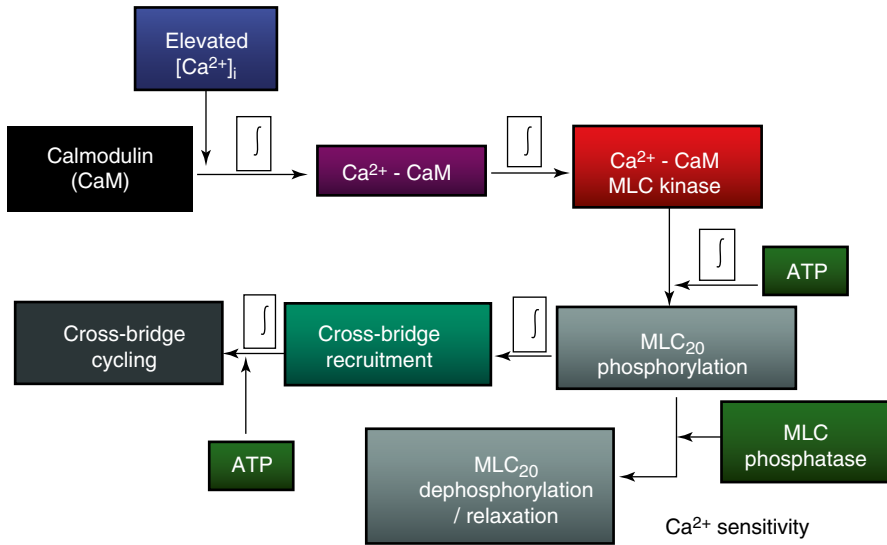 Elevated
[Ca²⁺]ᵢ
Calmodulin
(CaM)
∫
Ca²⁺ - CaM
∫
Ca²⁺ - CaM
MLC kinase
∫
ATP
Cross-bridge
cycling
∫
Cross-bridge
recruitment
∫
MLC₂₀
phosphorylation
ATP
MLC₂₀
dephosphorylation
/ relaxation
MLC
phosphatase
Ca²⁺ sensitivity